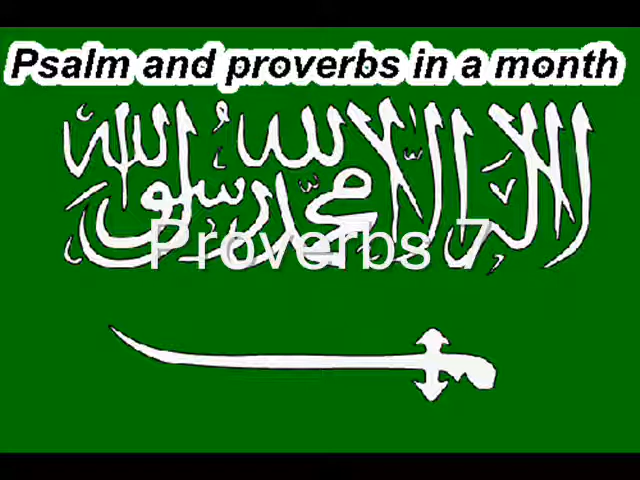 Psalm and proverbs in a month
لا إله إلا الله محمد رسول الله
Proverbs 7